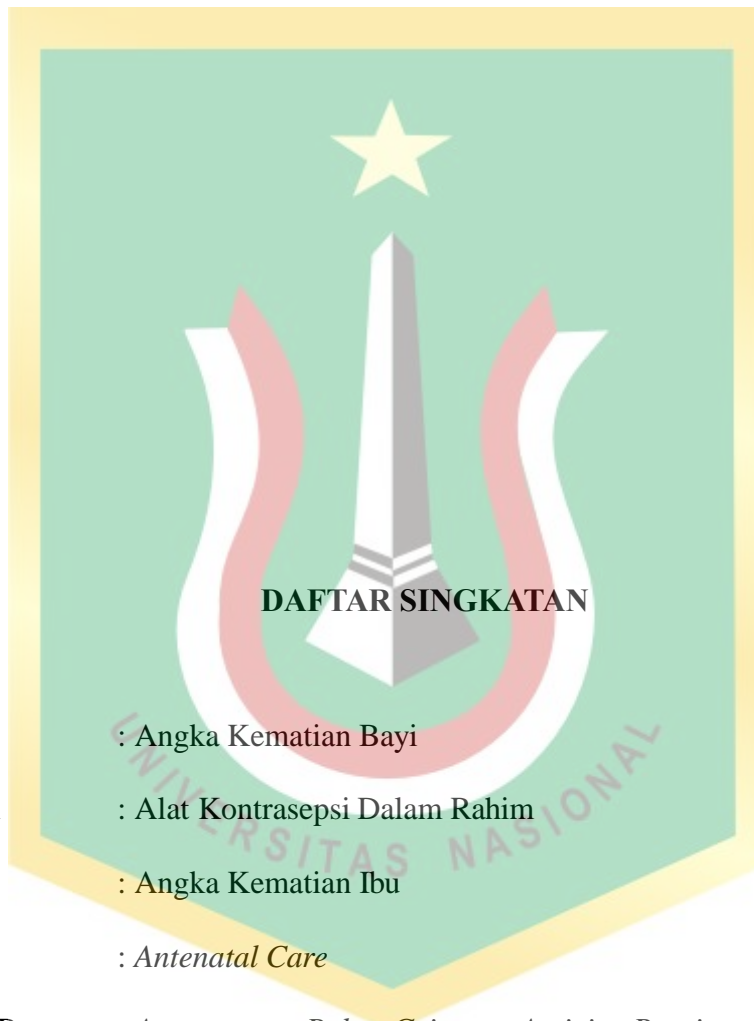 DAFTAR SINGKATAN
: Angka Kematian Bayi
: Alat Kontrasepsi Dalam Rahim
: Angka Kematian Ibu
: Antenatal Care
UNIVERSITAS NASIONAL